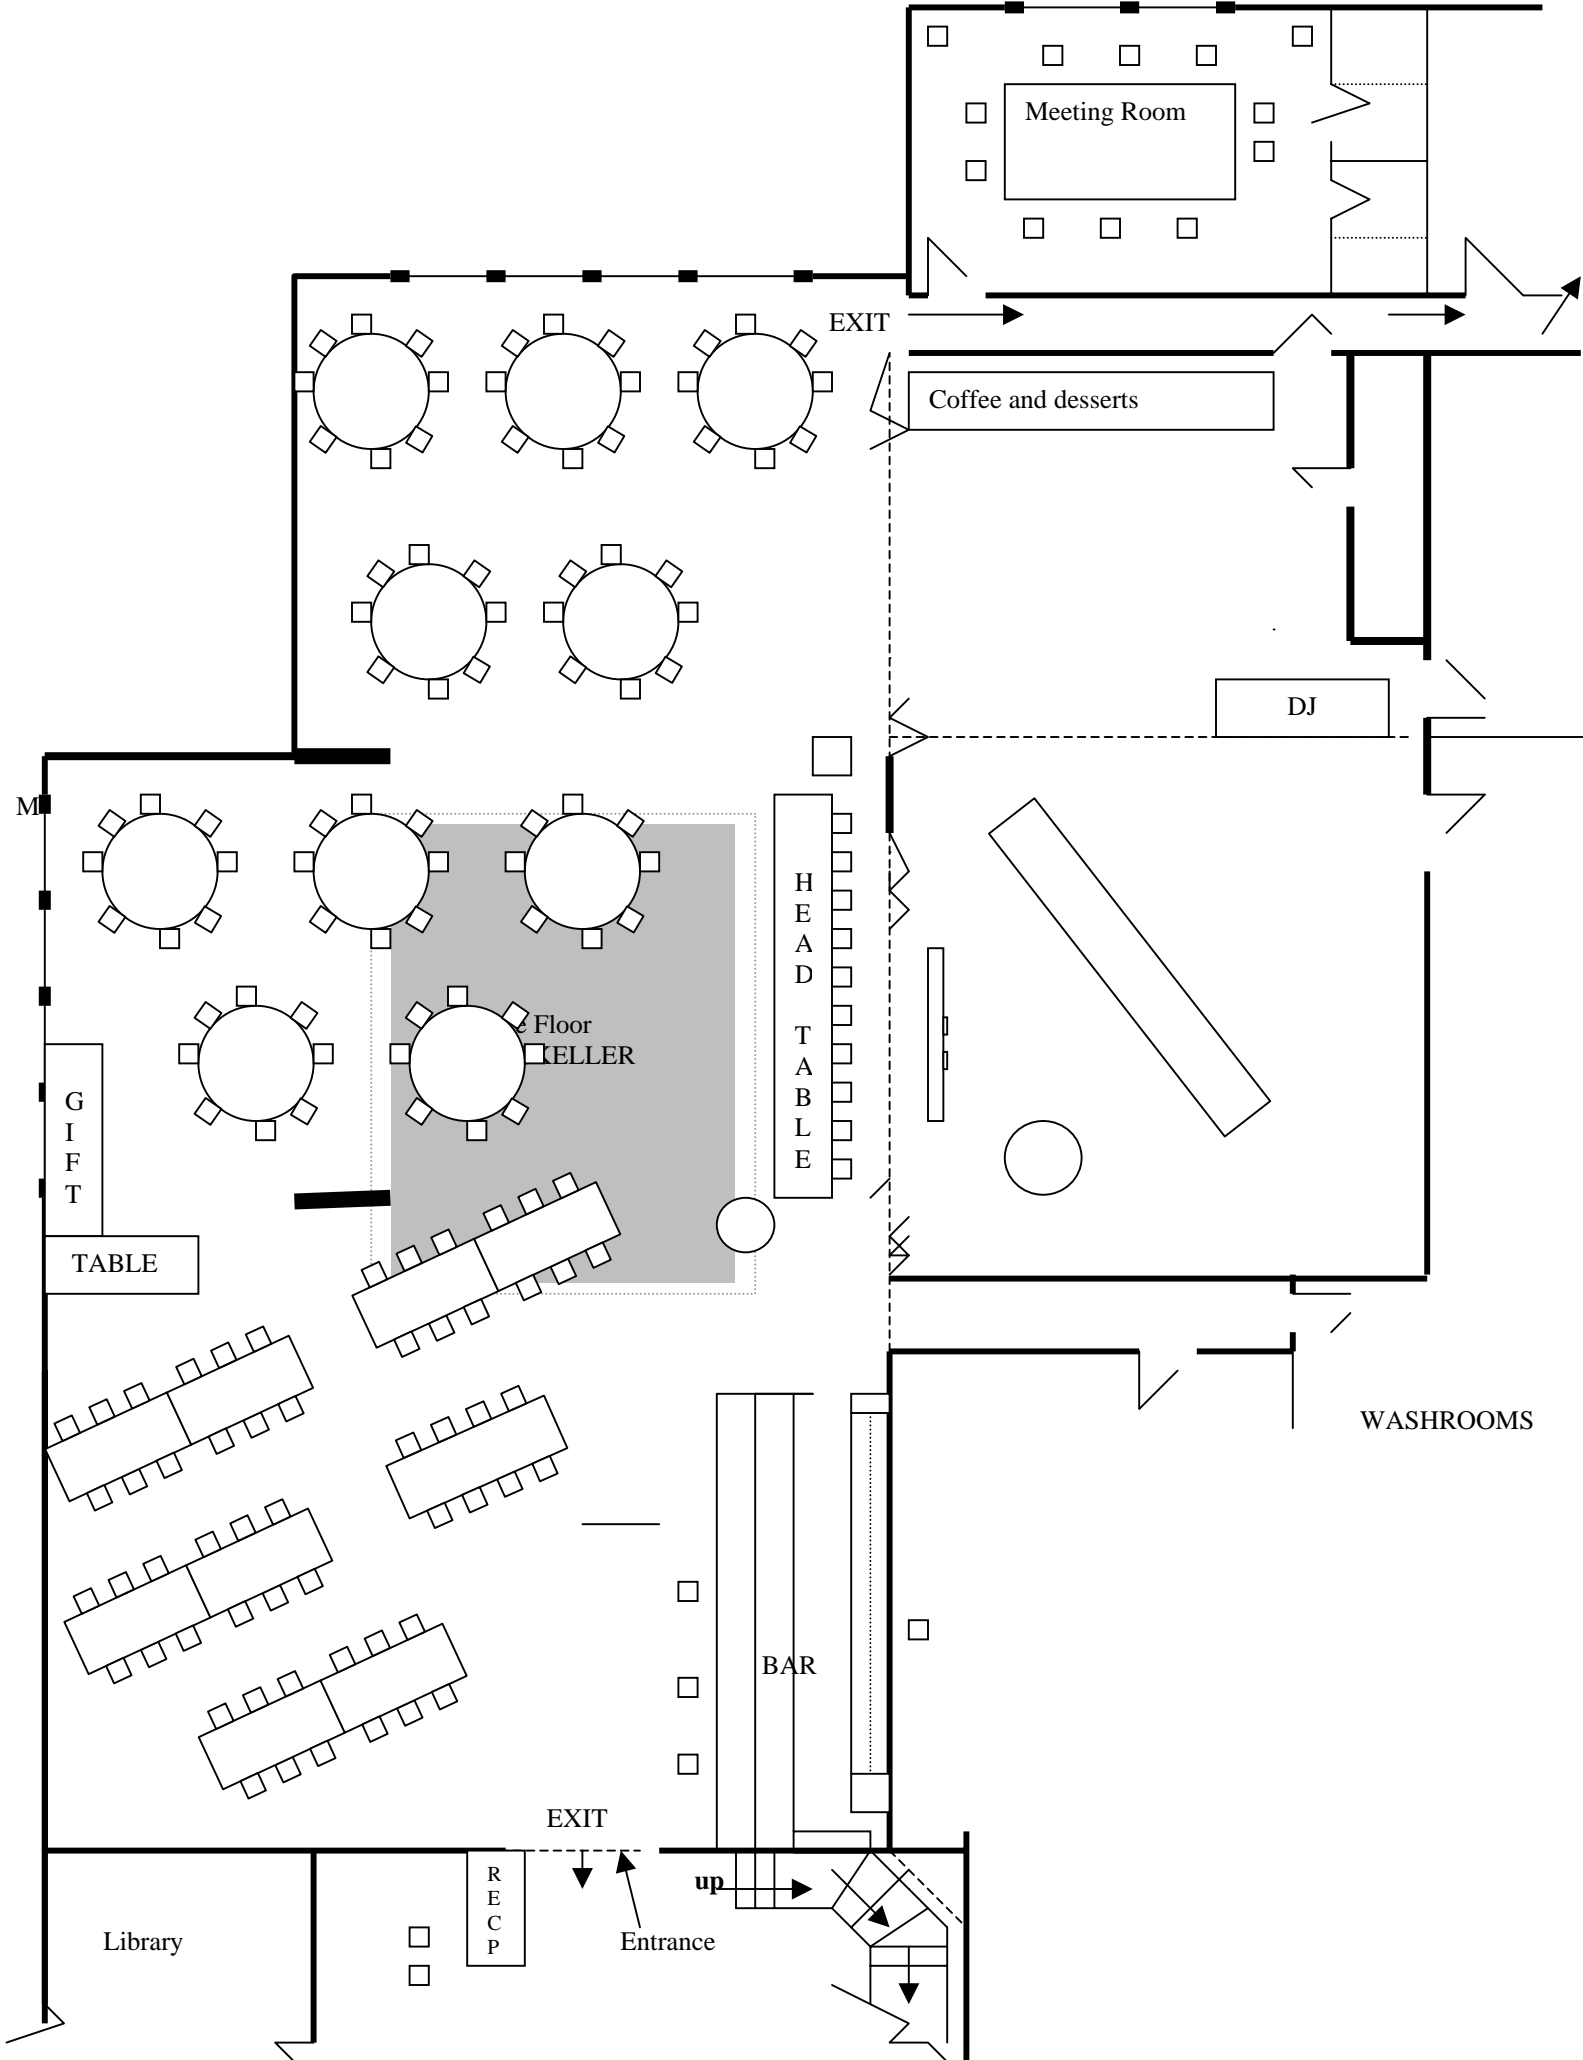 Meeting Room
EXIT
Coffee and desserts
DJ
M
H
E
A
D
T
A
B
L
E
Floor
KELLER
G
I
F
T
TABLE
WASHROOMS
BAR
EXIT
R
E
C
P
up
Library
Entrance